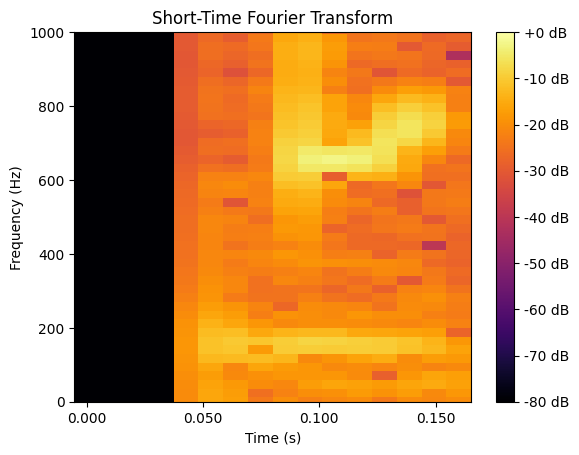 Short-Time Fourier Transform
1000
800
600
400
200
0
Frequency (Hz)
0.000
0.050
0.100
0.150
Time (s)
+0 dB
-10 dB
-20 dB
-30 dB
-40 dB
-50 dB
-60 dB
-70 dB
-80 dB